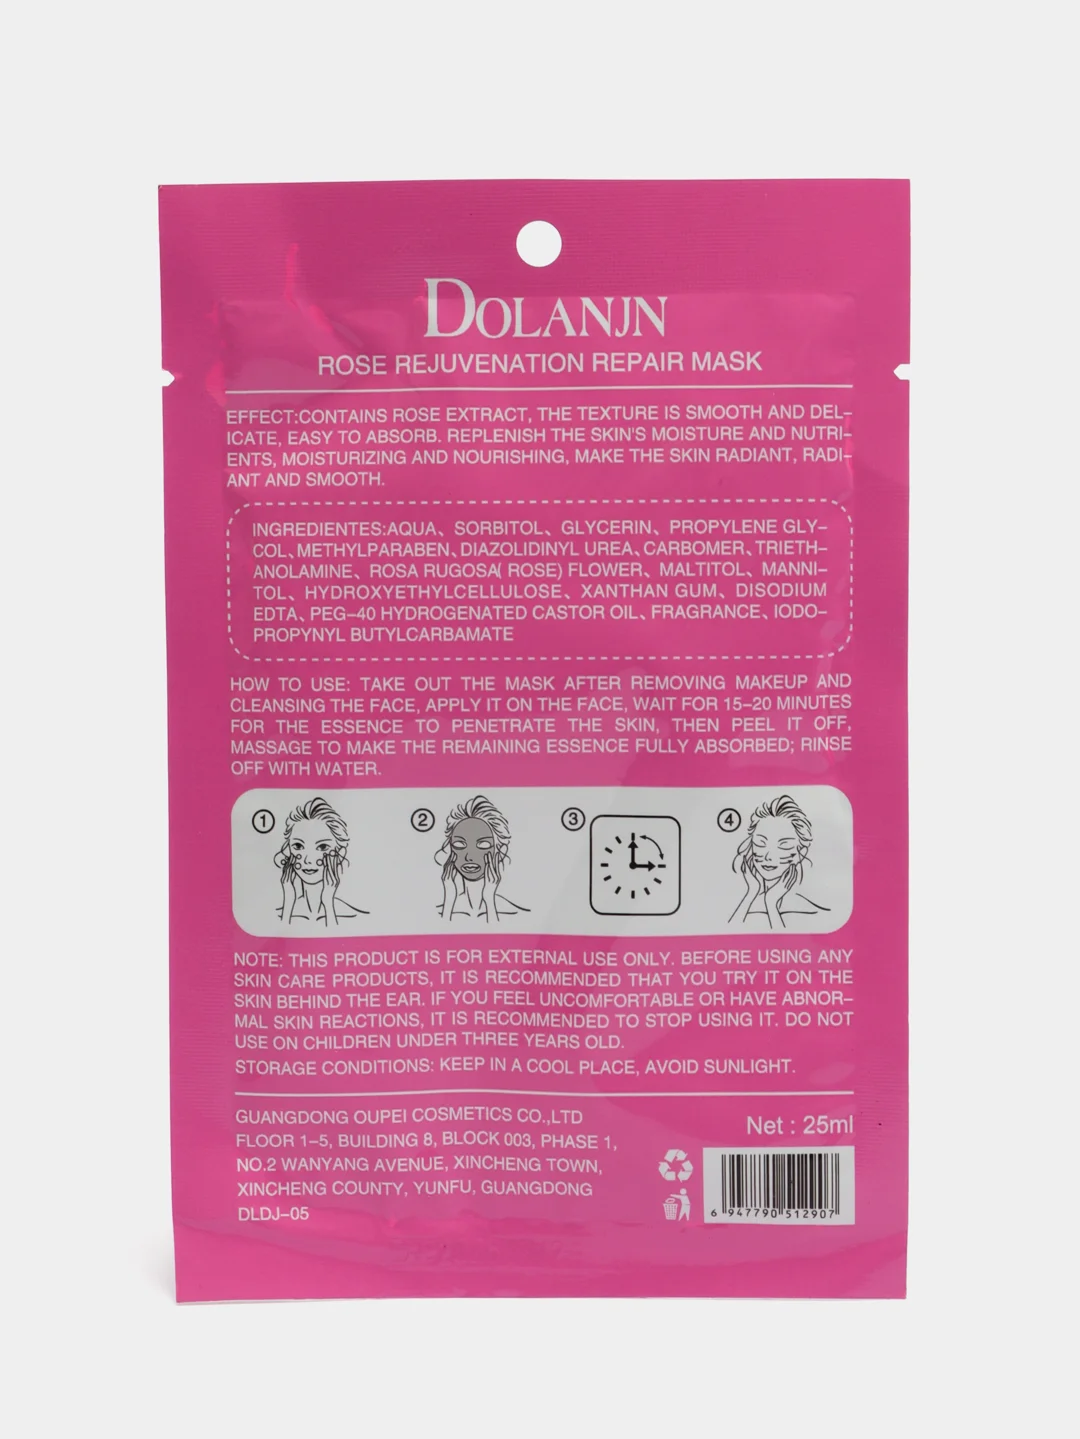 DOLANJN
ROSE REJUVENATION REPAIR MASK
EFFECT:CONTAINS ROSE EXTRACT, THE TEXTURE IS SMOOTH AND DEL-
ICATE, EASY TO ABSORB. REPLENISH THE SKIN'S MOISTURE AND NUTRI-
ENTS, MOISTURIZING AND NOURISHING, MAKE THE SKIN RADIANT, RADI-
ANT AND SMOOTH.
INGREDIENTES:AQUA、SORBITOL、GLYCERIN、PROPYLENE GLY-
COL、METHYLPARABEN、DIAZOLIDINYL UREA、CARBOMER、TRIETH-
ANOLAMINE、ROSA RUGOSA( ROSE) FLOWER、MALTITOL、MANNI-
TOL、HYDROXYETHYLCELLULOSE、XANTHAN GUM、DISODIUM
EDTA、PEG-40 HYDROGENATED CASTOR OIL、FRAGRANCE、IODO-
PROPYNYL BUTYLCARBAMATE
HOW TO USE: TAKE OUT THE MASK AFTER REMOVING MAKEUP AND
CLEANSING THE FACE, APPLY IT ON THE FACE, WAIT FOR 15-20 MINUTES
FOR THE ESSENCE TO PENETRATE THE SKIN, THEN PEEL IT OFF,
MASSAGE TO MAKE THE REMAINING ESSENCE FULLY ABSORBED; RINSE
OFF WITH WATER.
1 2 3 4
NOTE: THIS PRODUCT IS FOR EXTERNAL USE ONLY. BEFORE USING ANY
SKIN CARE PRODUCTS, IT IS RECOMMENDED THAT YOU TRY IT ON THE
SKIN BEHIND THE EAR. IF YOU FEEL UNCOMFORTABLE OR HAVE ABNOR-
MAL SKIN REACTIONS, IT IS RECOMMENDED TO STOP USING IT. DO NOT
USE ON CHILDREN UNDER THREE YEARS OLD.
STORAGE CONDITIONS: KEEP IN A COOL PLACE, AVOID SUNLIGHT.
GUANGDONG OUPEI COSMETICS CO.,LTD
FLOOR 1-5, BUILDING 8, BLOCK 003, PHASE 1,
NO.2 WANYANG AVENUE, XINCHENG TOWN,
XINCHENG COUNTY, YUNFU, GUANGDONG
DLDJ-05
Net : 25ml
6 947790 512907